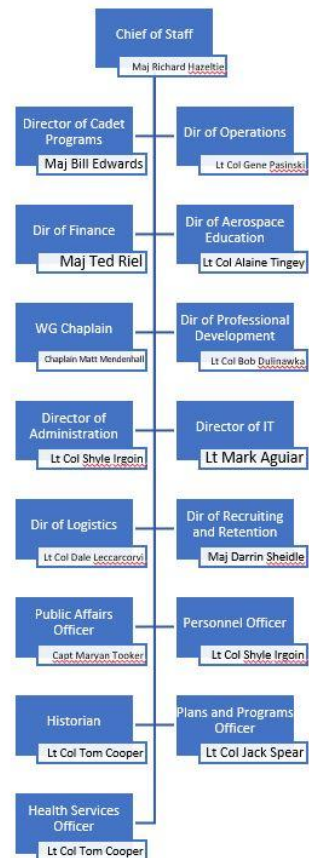 Chief of Staff
Maj Richard Hazeltie
Director of Cadet
Programs
Maj Bill Edwards
Dir of Operations
Lt Col Gene Pasinski
Dir of Finance
Maj Ted Riel
Dir of Aerospace
Education
Lt Col Alaine Tingey
WG Chaplain
Chaplain Matt Mendenhall
Dir of Professional
Development
Lt Col Bob Dulinawka
Director of
Administration
Lt Col Shyle Irgoin
Director of IT
Lt Mark Aguiar
Dir of Logistics
Lt Col Dale Leccarcorvi
Dir of Recruiting
and Retention
Maj Darrin Sheidle
Public Affairs
Officer
Capt Maryan Tooker
Personnel Officer
Lt Col Shyle Irgoin
Historian
Lt Col Tom Cooper
Plans and Programs
Officer
Lt Col Jack Spear
Health Services
Officer
Lt Col Tom Cooper